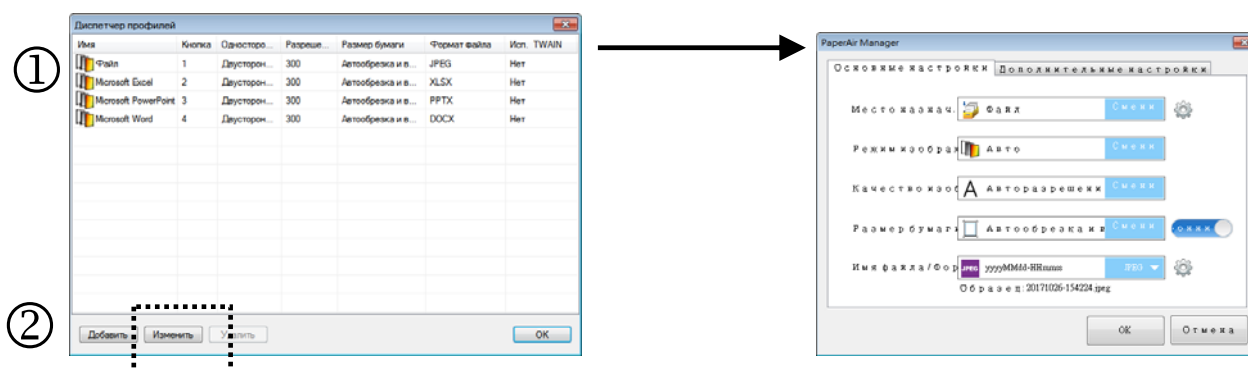 Диспетчер профилей
Имя Кнопка Односторо... Разреше... Размер бумаги Формат файла Исп. TWAIN
① Файл 1 Двусторон... 300 Автообрезка и в... JPEG Нет
Microsoft Excel 2 Двусторон... 300 Автообрезка и в... XLSX Нет
Microsoft PowerPoint 3 Двусторон... 300 Автообрезка и в... PPTX Нет
Microsoft Word 4 Двусторон... 300 Автообрезка и в... DOCX Нет
② Добавить Изменить Удалить OK
PaperAir Manager
Основные настройки Дополнительные настройки
Место назнач. Файл Смени
Режим изобраз Авто Смени
Качество изоб A Авторазрешени Смени
Размер бумаги Автообрезка и в Смени
Имя файла/Фор JPEG yyyyMMdd-HHmmss JPEG
Образец:20171026-154224.jpeg
OK Отмена